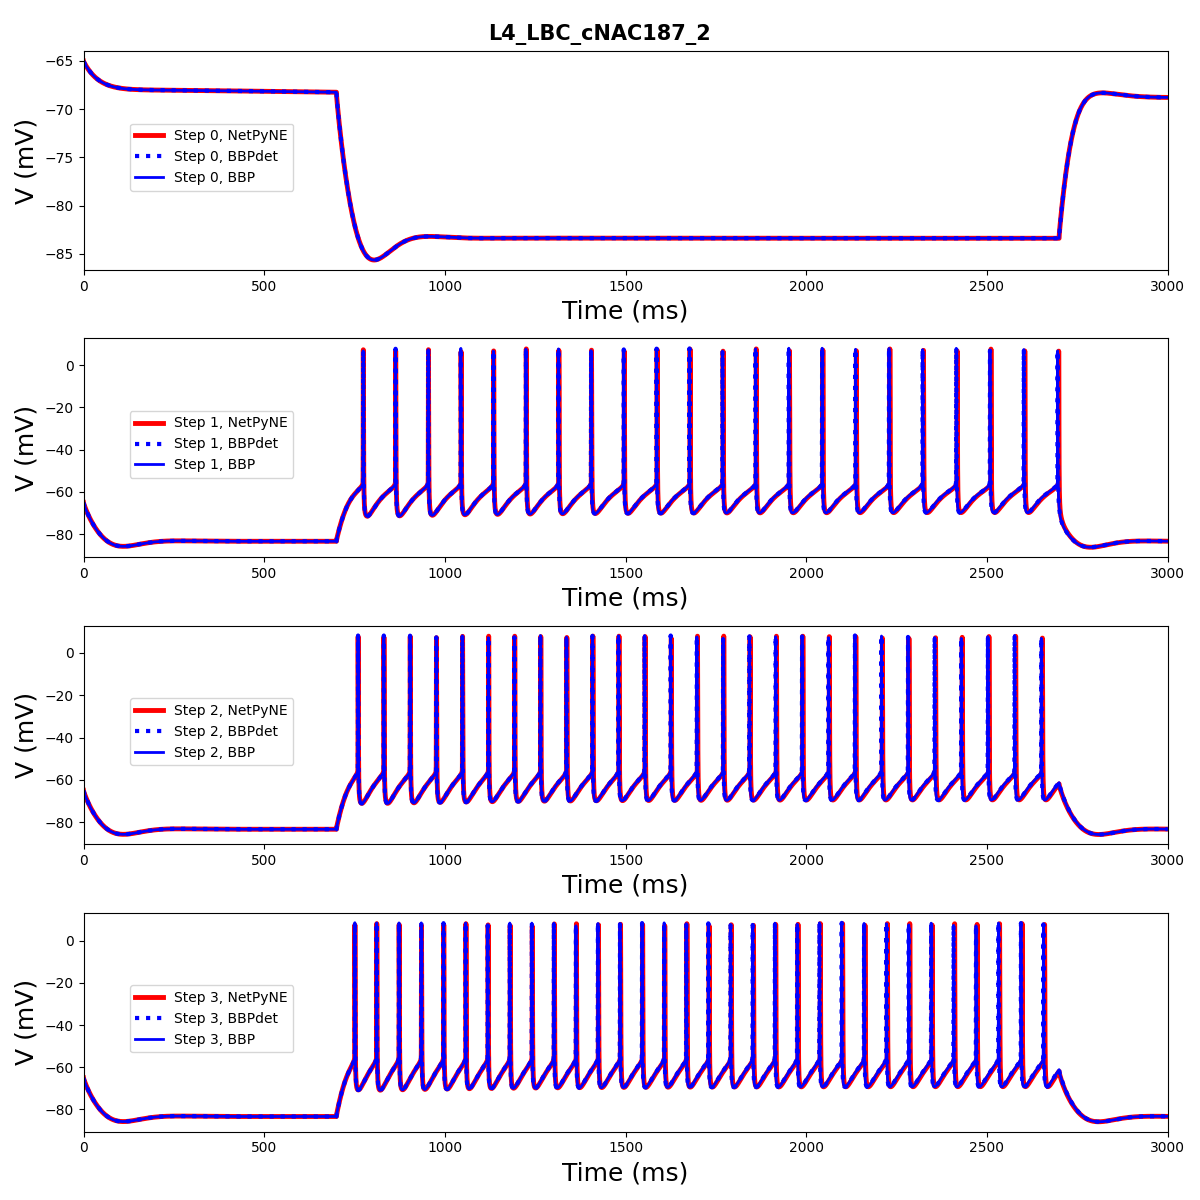 L4_LBC_cNAC187_2
−65
−70
−75
−80
−85
V (mV)
Step 0, NetPyNE
Step 0, BBPdet
Step 0, BBP
0 500 1000 1500 2000 2500 3000
Time (ms)
0
−20
−40
−60
−80
V (mV)
Step 1, NetPyNE
Step 1, BBPdet
Step 1, BBP
0 500 1000 1500 2000 2500 3000
Time (ms)
0
−20
−40
−60
−80
V (mV)
Step 2, NetPyNE
Step 2, BBPdet
Step 2, BBP
0 500 1000 1500 2000 2500 3000
Time (ms)
0
−20
−40
−60
−80
V (mV)
Step 3, NetPyNE
Step 3, BBPdet
Step 3, BBP
0 500 1000 1500 2000 2500 3000
Time (ms)